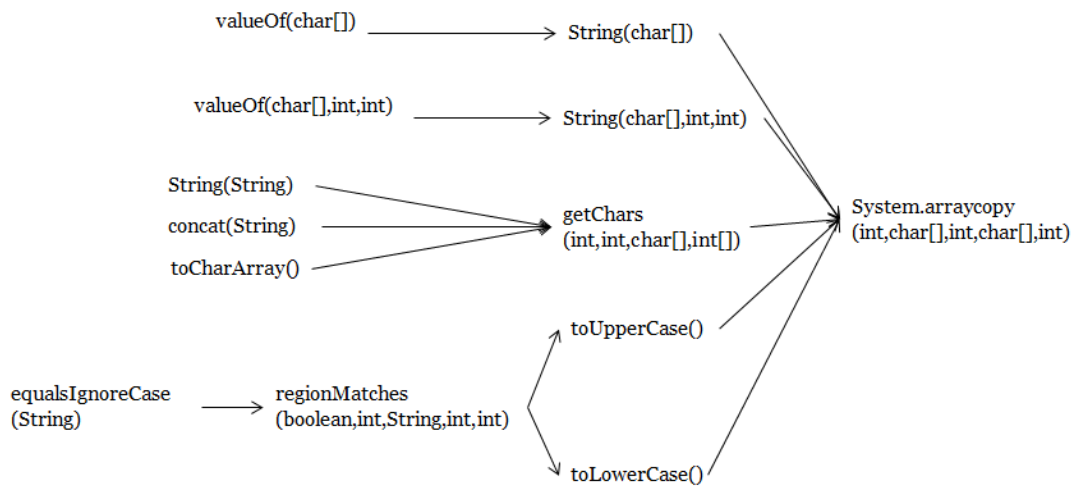 valueOf(char[])
String(char[])
valueOf(char[],int,int)
String(char[],int,int)
String(String)
concat(String)
toCharArray()
getChars
(int,int,char[],int[])
System.arraycopy
(int,char[],int,char[],int)
toUpperCase()
equalsIgnoreCase
(String)
regionMatches
(boolean,int,String,int,int)
toLowerCase()